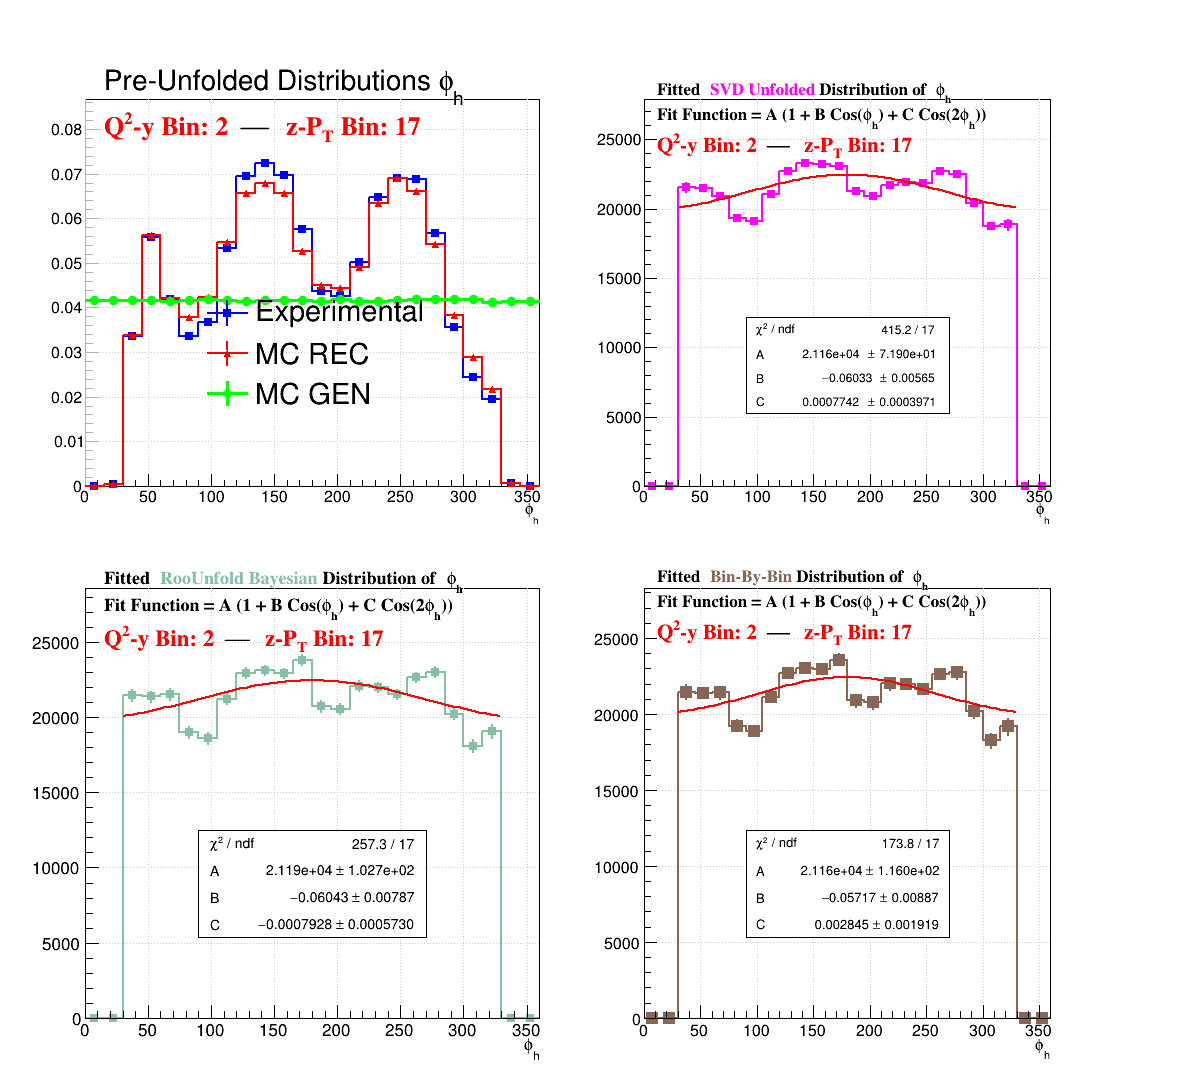 Pre-Unfolded Distributions ϕh
Q²-y Bin: 2 — z-PT Bin: 17
0.08
0.07
0.06
0.05
0.04
0.03
0.02
0.01
0
Experimental
MC REC
MC GEN
0 50 100 150 200 250 300 350
ϕh
Fitted SVD Unfolded Distribution of ϕh
Fit Function = A (1 + B Cos(ϕh) + C Cos(2ϕh))
Q²-y Bin: 2 — z-PT Bin: 17
25000
20000
15000
10000
5000
0
χ² / ndf 415.2 / 17
A 2.116e+04 ± 7.190e+01
B −0.06033 ± 0.00565
C 0.0007742 ± 0.0003971
0 50 100 150 200 250 300 350
ϕh
Fitted RooUnfold Bayesian Distribution of ϕh
Fit Function = A (1 + B Cos(ϕh) + C Cos(2ϕh))
Q²-y Bin: 2 — z-PT Bin: 17
25000
20000
15000
10000
5000
0
χ² / ndf 257.3 / 17
A 2.119e+04 ± 1.027e+02
B −0.06043 ± 0.00787
C −0.0007928 ± 0.0005730
0 50 100 150 200 250 300 350
ϕh
Fitted Bin-By-Bin Distribution of ϕh
Fit Function = A (1 + B Cos(ϕh) + C Cos(2ϕh))
Q²-y Bin: 2 — z-PT Bin: 17
25000
20000
15000
10000
5000
0
χ² / ndf 173.8 / 17
A 2.116e+04 ± 1.160e+02
B −0.05717 ± 0.00887
C 0.002845 ± 0.001919
0 50 100 150 200 250 300 350
ϕh